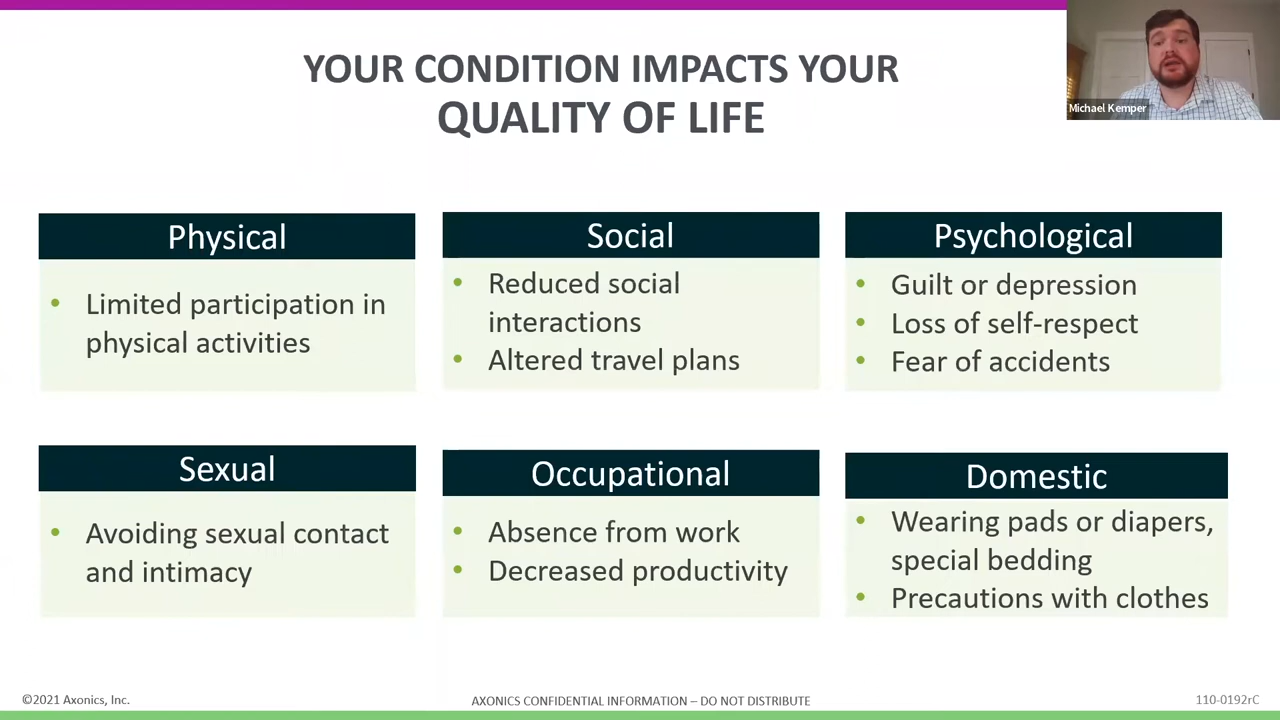 YOUR CONDITION IMPACTS YOUR
QUALITY OF LIFE
Michael Kemper
Physical
• Limited participation in
physical activities
Social
• Reduced social
interactions
• Altered travel plans
Psychological
• Guilt or depression
• Loss of self-respect
• Fear of accidents
Sexual
• Avoiding sexual contact
and intimacy
Occupational
• Absence from work
• Decreased productivity
Domestic
• Wearing pads or diapers,
special bedding
• Precautions with clothes
©2021 Axonics, Inc.
AXONICS CONFIDENTIAL INFORMATION – DO NOT DISTRIBUTE
110-0192rC